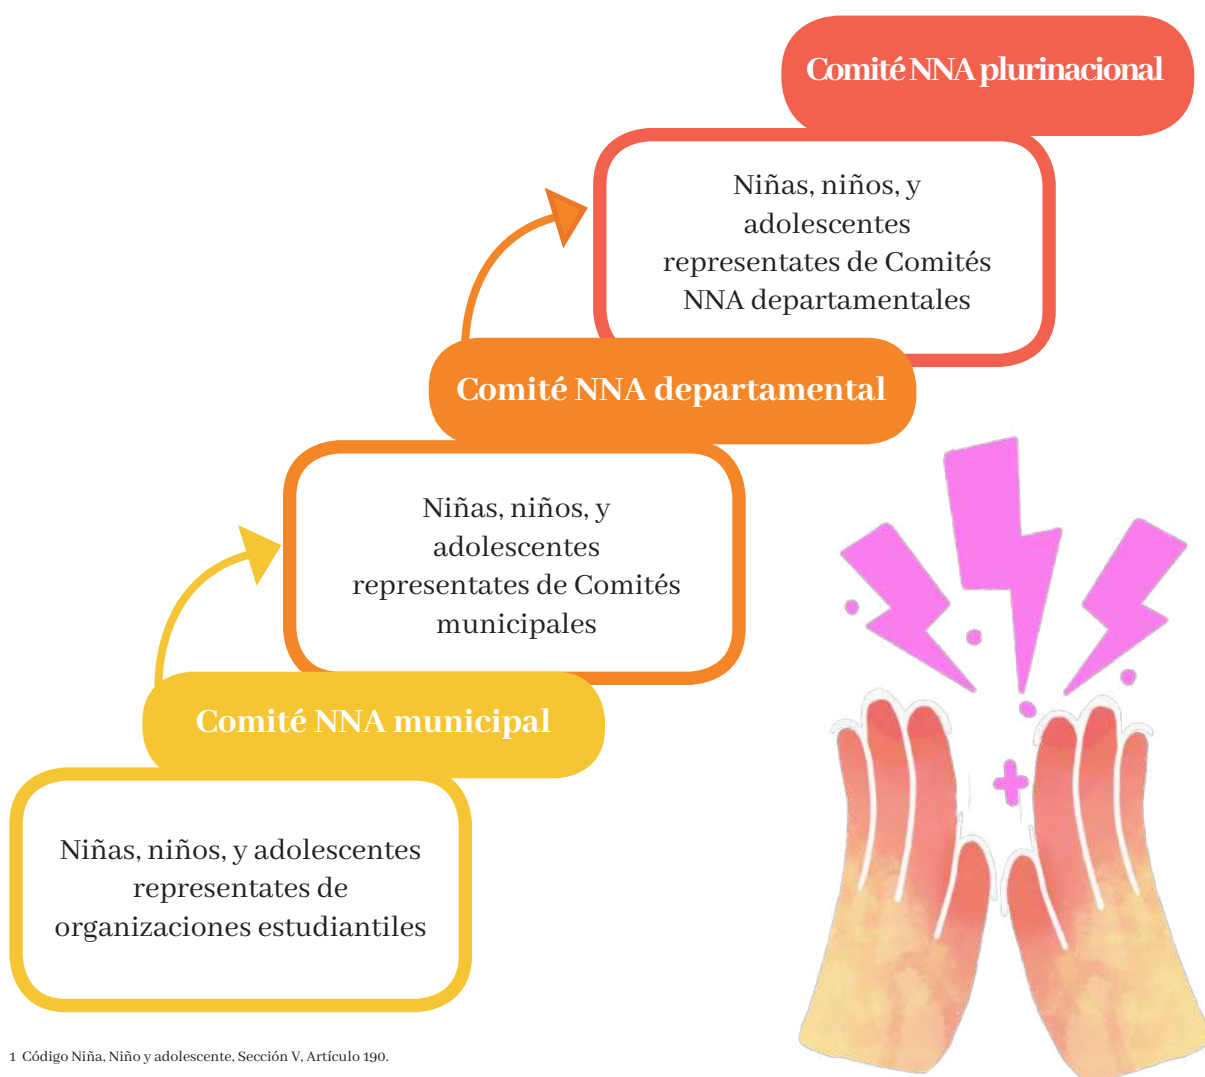 Comité NNA plurinacional
Niñas, niños, y
adolescentes
representates de Comités
NNA departamentales
Comité NNA departamental
Niñas, niños, y
adolescentes
representates de Comités
municipales
Comité NNA municipal
Niñas, niños, y adolescentes
representates de
organizaciones estudiantiles
1 Código Niña, Niño y adolescente, Sección V, Artículo 190.